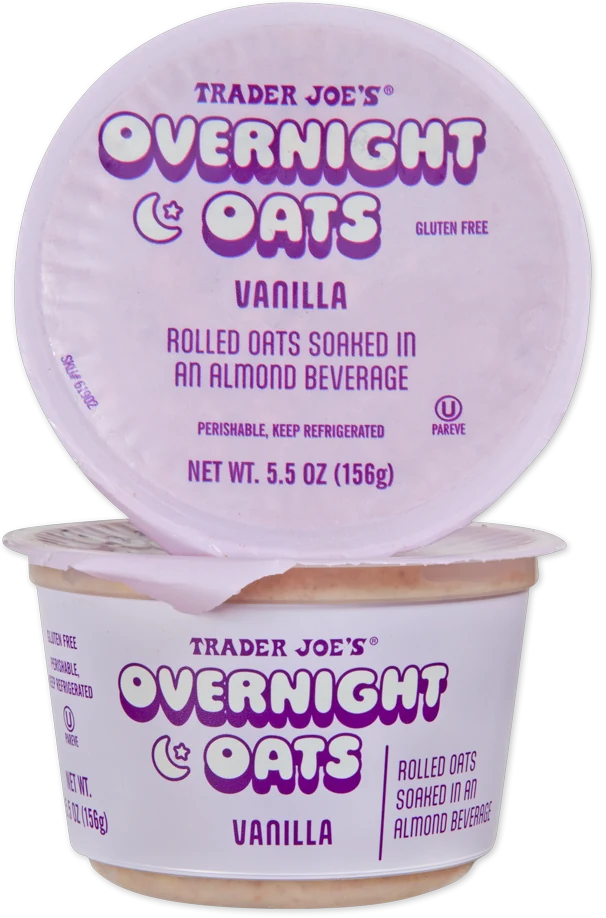 TRADER JOE'S®
OVERNIGHT
OATS
GLUTEN FREE
VANILLA
ROLLED OATS SOAKED IN
AN ALMOND BEVERAGE
SKU# 61902
PERISHABLE, KEEP REFRIGERATED
U
PAREVE
NET WT. 5.5 OZ (156g)
GLUTEN FREE
PERISHABLE,
KEEP REFRIGERATED
U
PAREVE
NET WT.
5.5 OZ (156g)
TRADER JOE'S®
OVERNIGHT
OATS
VANILLA
ROLLED OATS
SOAKED IN AN
ALMOND BEVERAGE